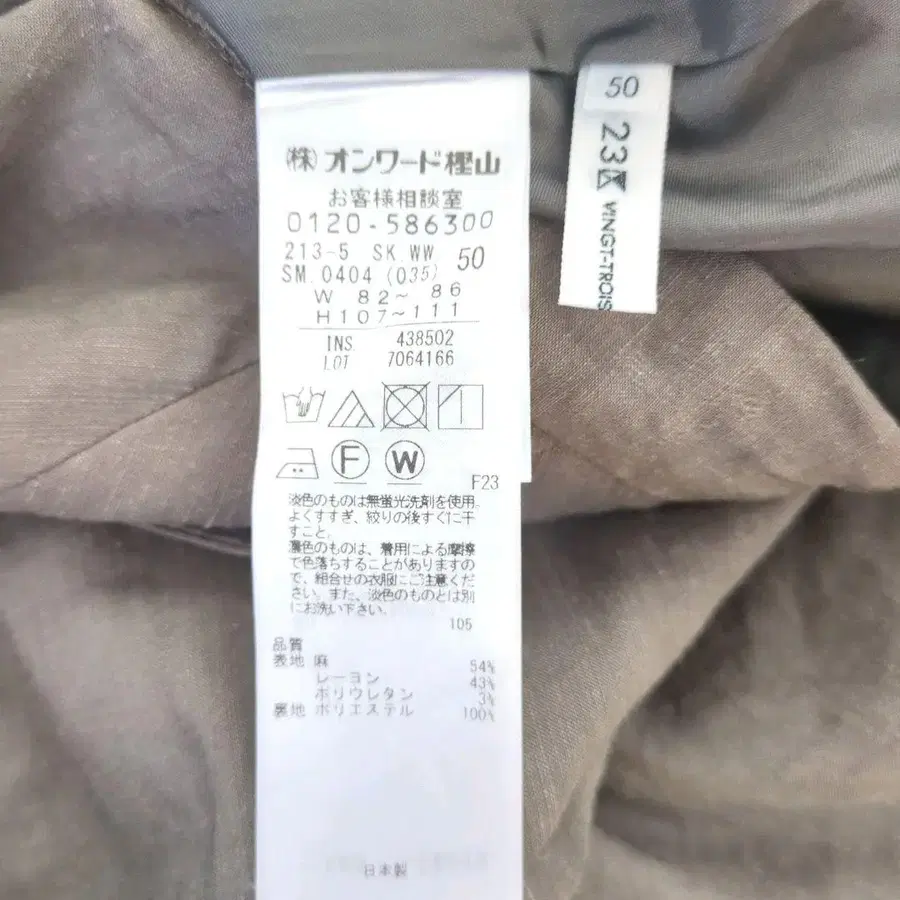 ㈱オンワード樫山
お客様相談室
0120-586300
213-5 SK.WW 50
SM.0404 (035)
W 82～ 86
H107～111
INS 438502
LOT 7064166
F
W
F23
淡色のものは無蛍光洗剤を使用。
よくすすぎ、絞りの後すぐに干
すこと。
濃色のものは、着用による摩擦
で色落ちすることがありますの
で、組合せの衣服にご注意くだ
さい。また、淡色のものとは別
にお洗い下さい。
105
品質
表地 麻 54%
レーヨン 43%
ポリウレタン 3%
裏地 ポリエステル 100%
日本製
50
23区
VINGT-TROIS